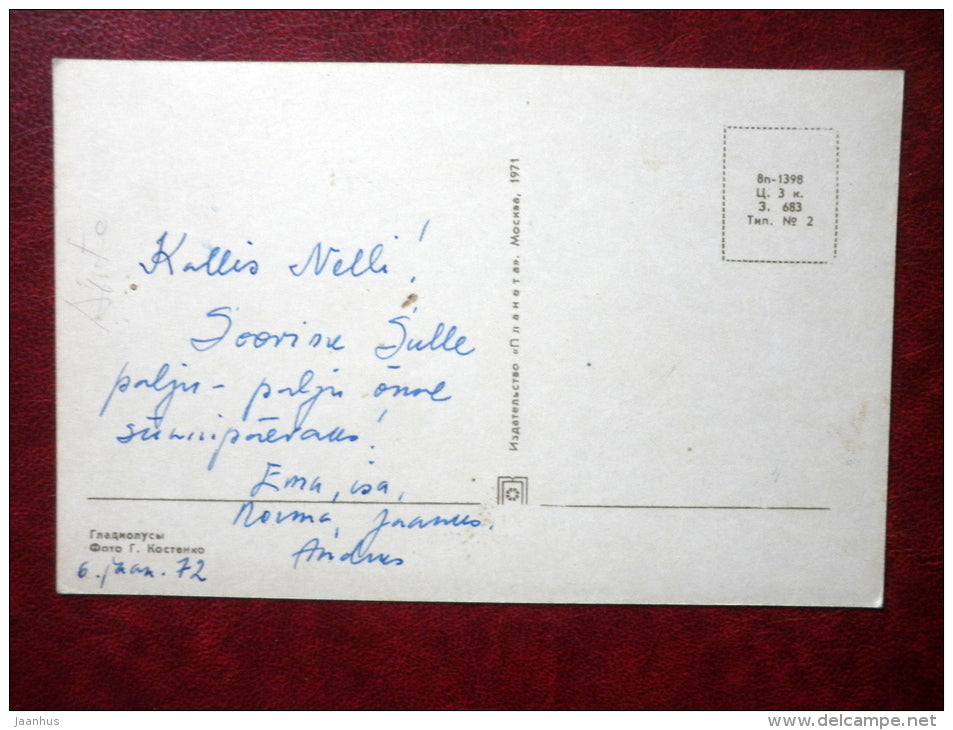 Kallis Nelli!
Soovime Sulle
palju - palju õnne
sünnipäevaks!
Ema, isa,
Norma, Jaanus.
Andrus
Гладиолусы
Фото Г. Костенко
6. jaan. 72
Издательство «Планета». Москва, 1971
8п-1398
Ц. 3 к.
З. 683
Тип. № 2
Jaanhus
www.delcampe.net